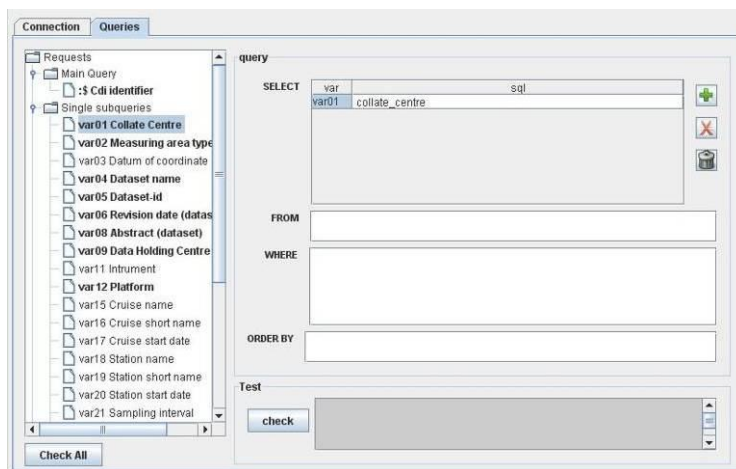 Connection Queries
Requests
Main Query
:$ Cdi identifier
Single subqueries
var01 Collate Centre
var02 Measuring area type
var03 Datum of coordinate
var04 Dataset name
var05 Dataset-id
var06 Revision date (datas
var08 Abstract (dataset)
var09 Data Holding Centre
var11 Intrument
var12 Platform
var15 Cruise name
var16 Cruise short name
var17 Cruise start date
var18 Station name
var19 Station short name
var20 Station start date
var21 Sampling interval
Check All
query
SELECT
var sql
var01 collate_centre
FROM
WHERE
ORDER BY
Test
check